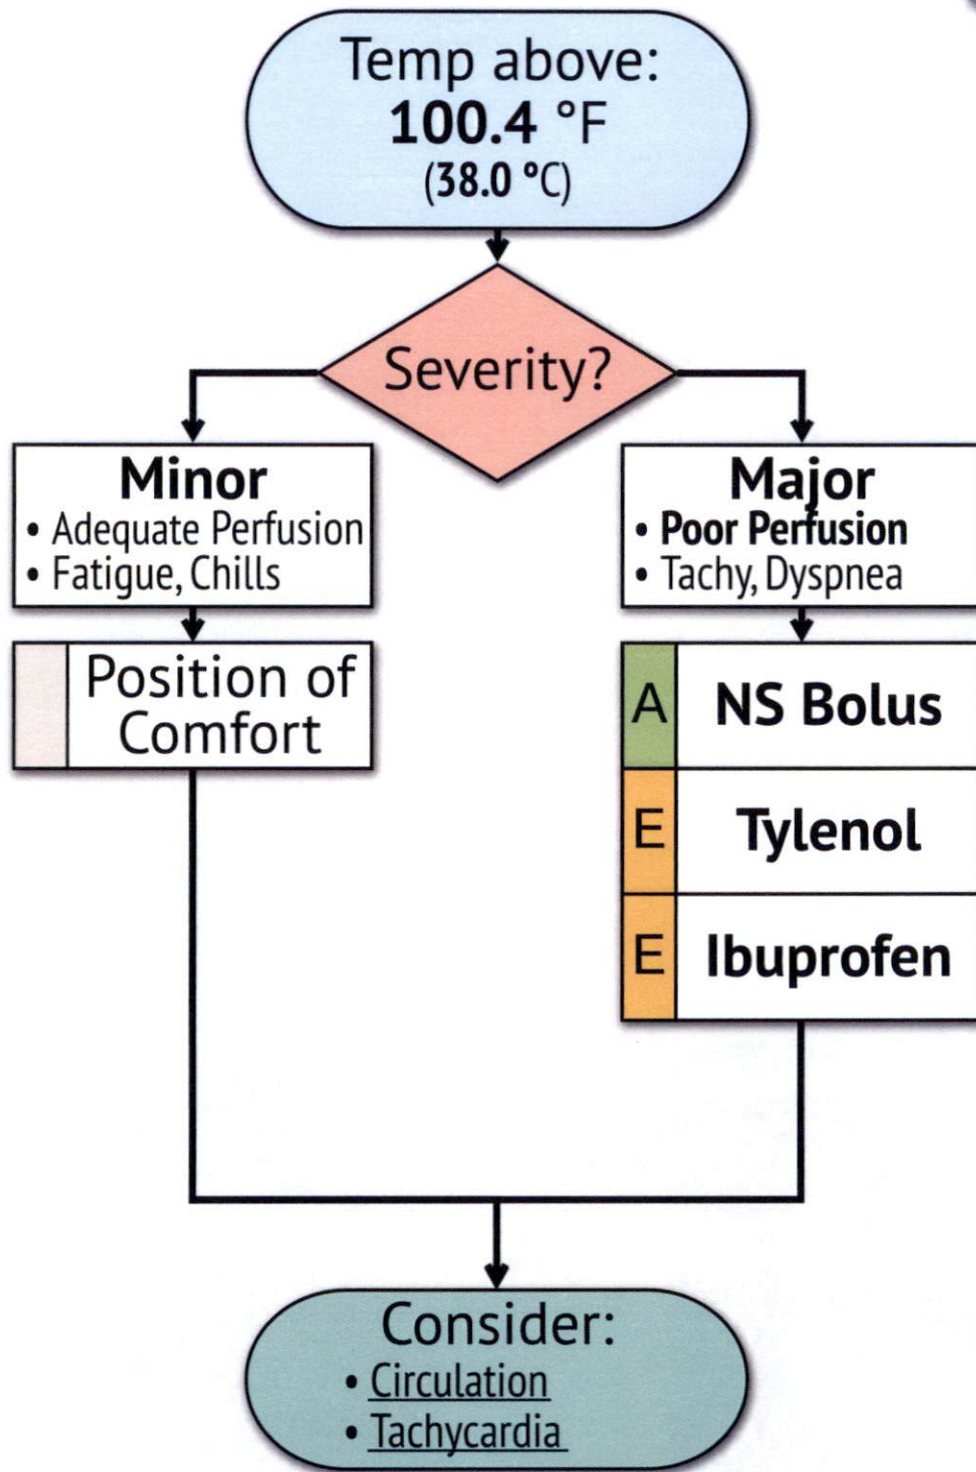 Temp above:
100.4 °F
(38.0 °C)
Severity?
Minor
• Adequate Perfusion
• Fatigue, Chills
Position of
Comfort
Major
• Poor Perfusion
• Tachy, Dyspnea
A NS Bolus
E Tylenol
E Ibuprofen
Consider:
• Circulation
• Tachycardia